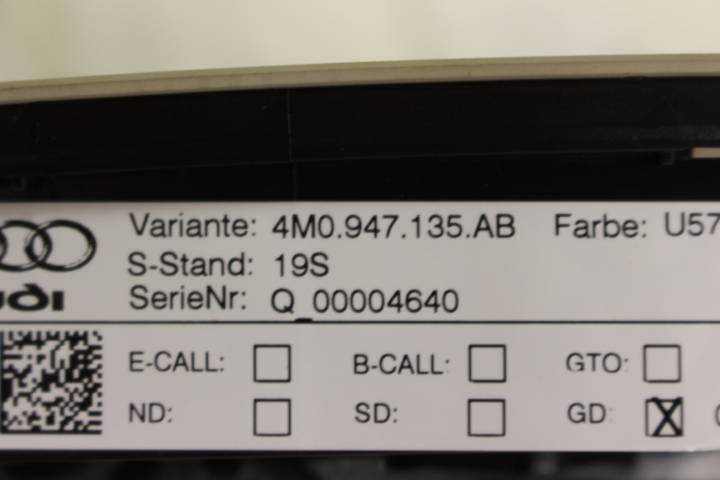 Variante: 4M0.947.135.AB Farbe: U57
S-Stand: 19S
SerieNr: Q_00004640
E-CALL: B-CALL: GTO:
ND: SD: GD: X